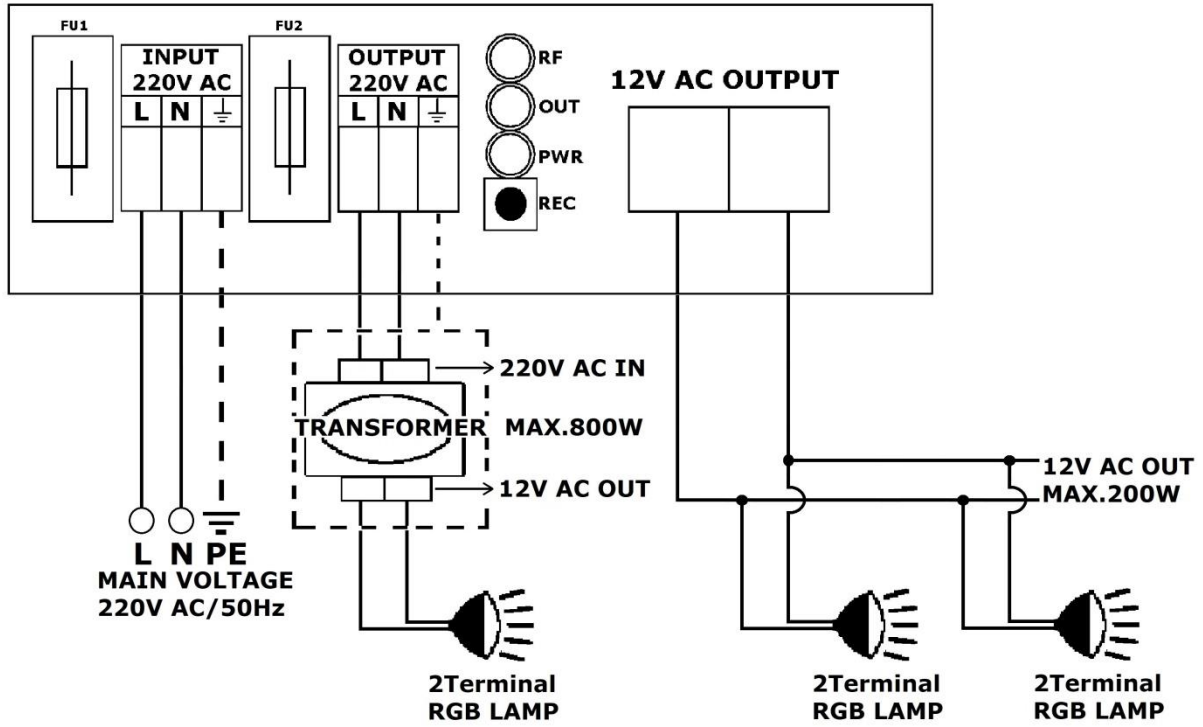 FU1
INPUT
220V AC
L N
FU2
OUTPUT
220V AC
L N
RF
OUT
PWR
REC
12V AC OUTPUT
220V AC IN
TRANSFORMER MAX.800W
12V AC OUT
12V AC OUT
MAX.200W
L N PE
MAIN VOLTAGE
220V AC/50Hz
2Terminal
RGB LAMP
2Terminal
RGB LAMP
2Terminal
RGB LAMP